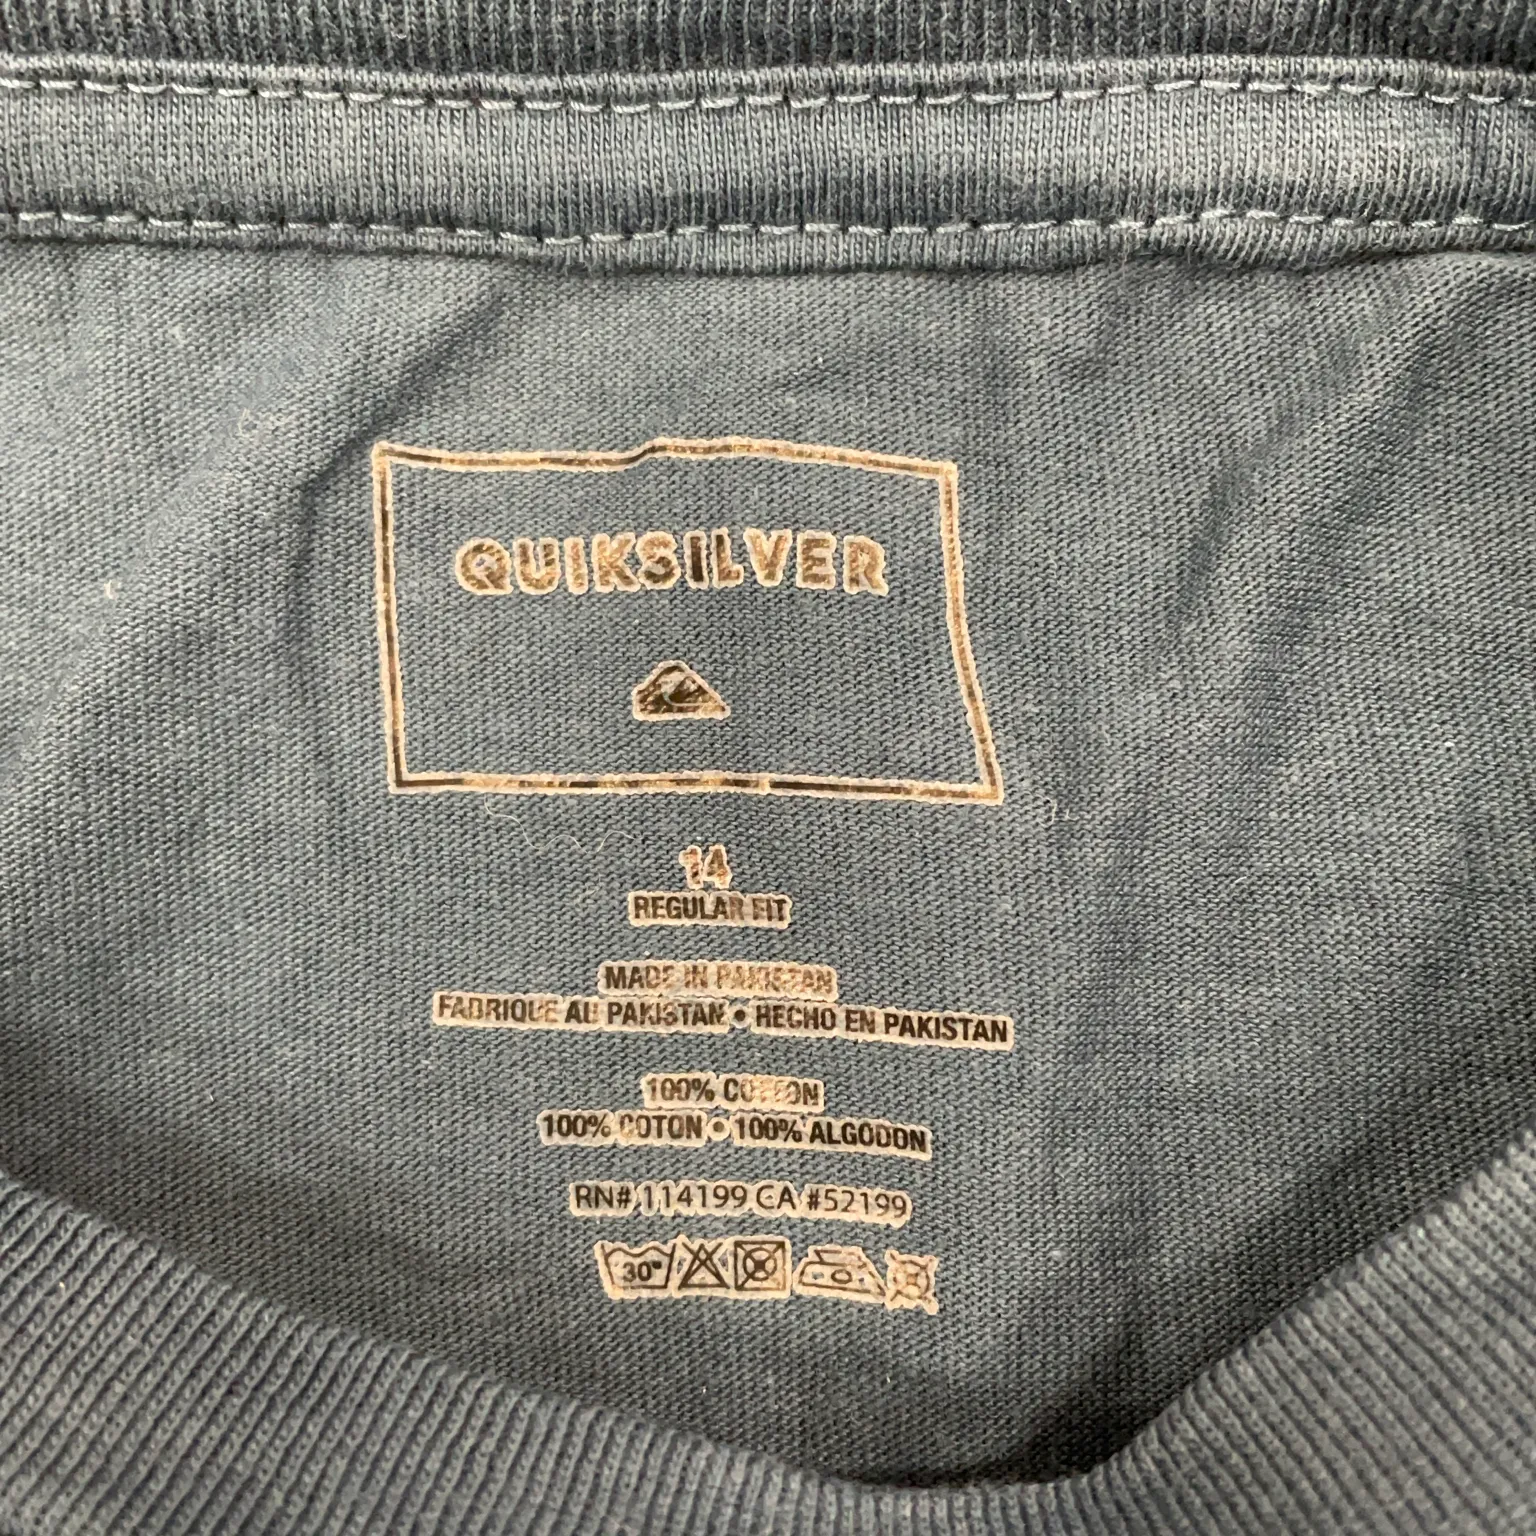 QUIKSILVER
14
REGULAR FIT
MADE IN PAKISTAN
FABRIQUE AU PAKISTAN • HECHO EN PAKISTAN
100% COTTON
100% COTON • 100% ALGODON
RN# 114199 CA #52199
30°